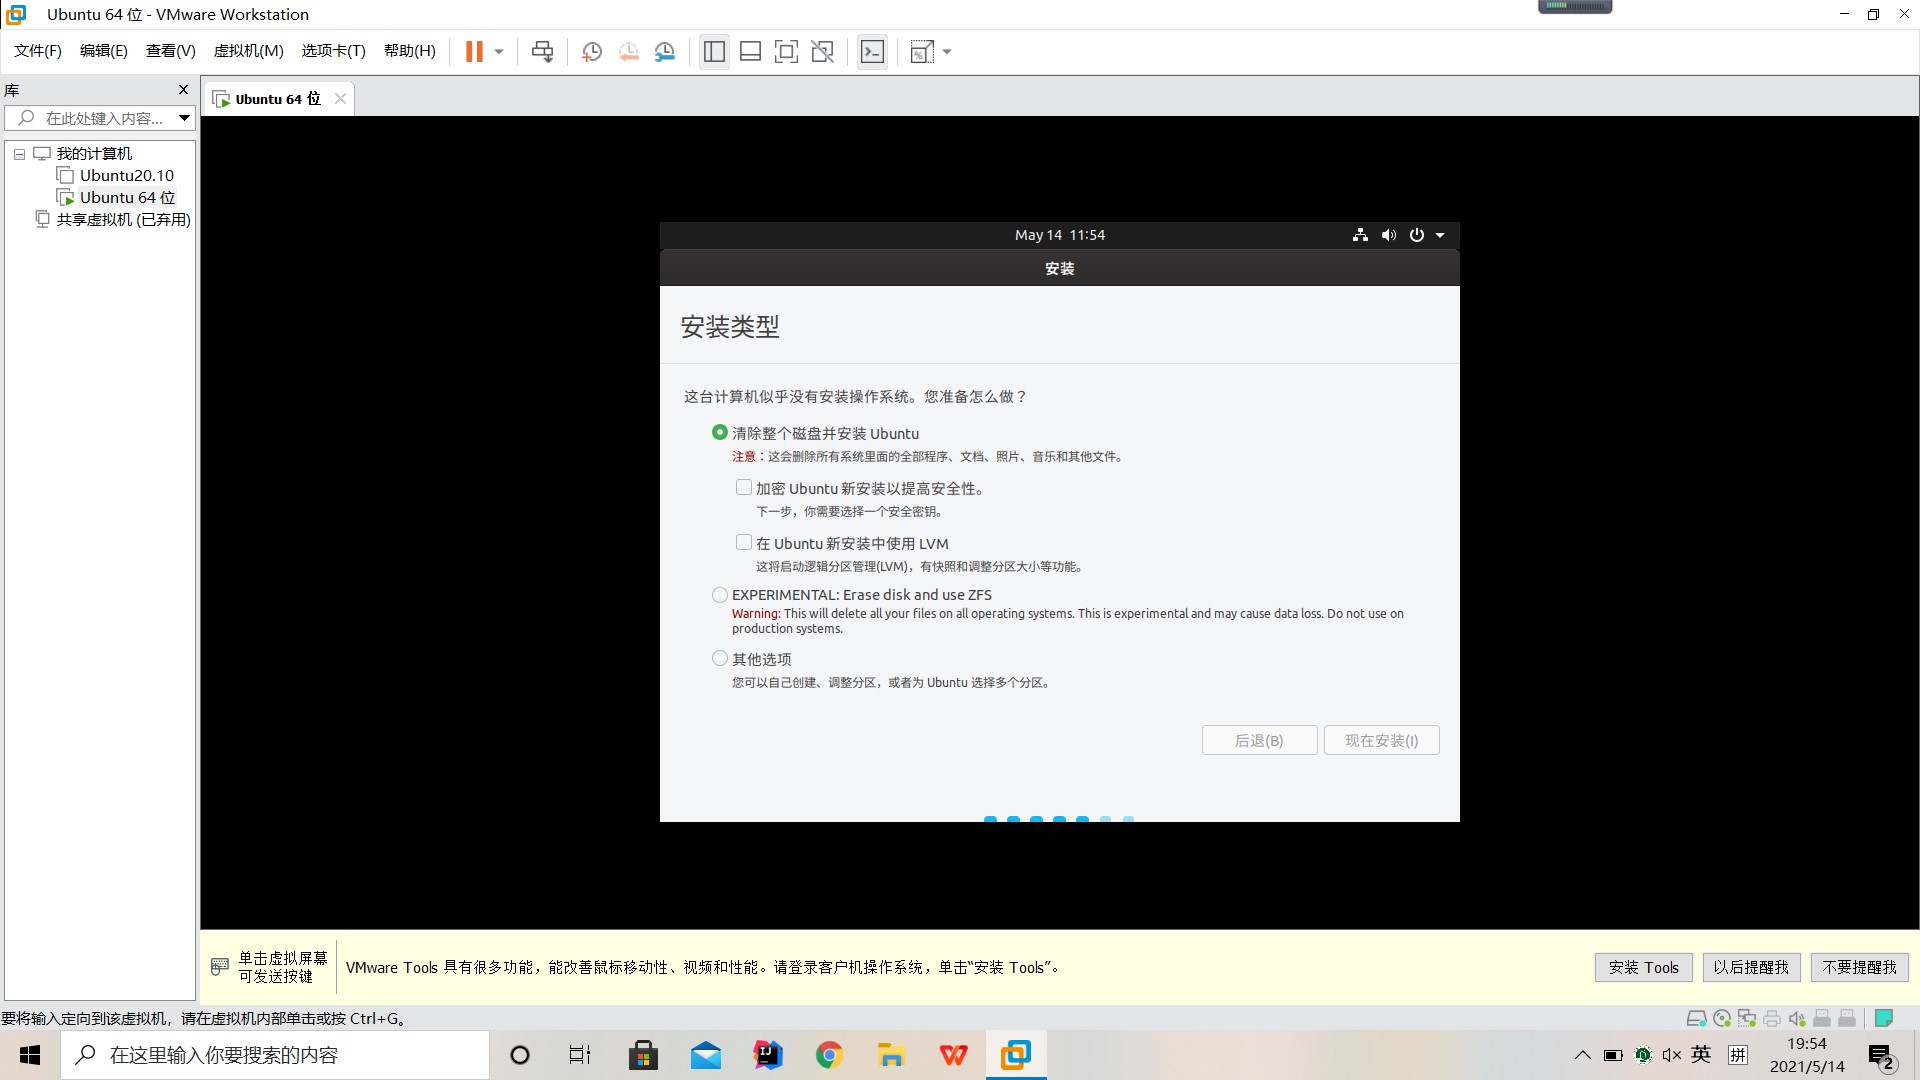 Ubuntu 64 位 - VMware Workstation
文件(F) 编辑(E) 查看(V) 虚拟机(M) 选项卡(T) 帮助(H)
库
在此处键入内容...
我的计算机
Ubuntu20.10
Ubuntu 64 位
共享虚拟机 (已弃用)
Ubuntu 64 位
May 14 11:54
安装
安装类型
这台计算机似乎没有安装操作系统。您准备怎么做？
清除整个磁盘并安装 Ubuntu
注意：这会删除所有系统里面的全部程序、文档、照片、音乐和其他文件。
加密 Ubuntu 新安装以提高安全性。
下一步，你需要选择一个安全密钥。
在 Ubuntu 新安装中使用 LVM
这将启动逻辑分区管理(LVM)，有快照和调整分区大小等功能。
EXPERIMENTAL: Erase disk and use ZFS
Warning: This will delete all your files on all operating systems. This is experimental and may cause data loss. Do not use on
production systems.
其他选项
您可以自己创建、调整分区，或者为 Ubuntu 选择多个分区。
后退(B) 现在安装(I)
单击虚拟屏幕
可发送按键
VMware Tools 具有很多功能，能改善鼠标移动性、视频和性能。请登录客户机操作系统，单击“安装 Tools”。
安装 Tools 以后提醒我 不要提醒我
要将输入定向到该虚拟机，请在虚拟机内部单击或按 Ctrl+G。
在这里输入你要搜索的内容
英 拼
19:54
2021/5/14
2